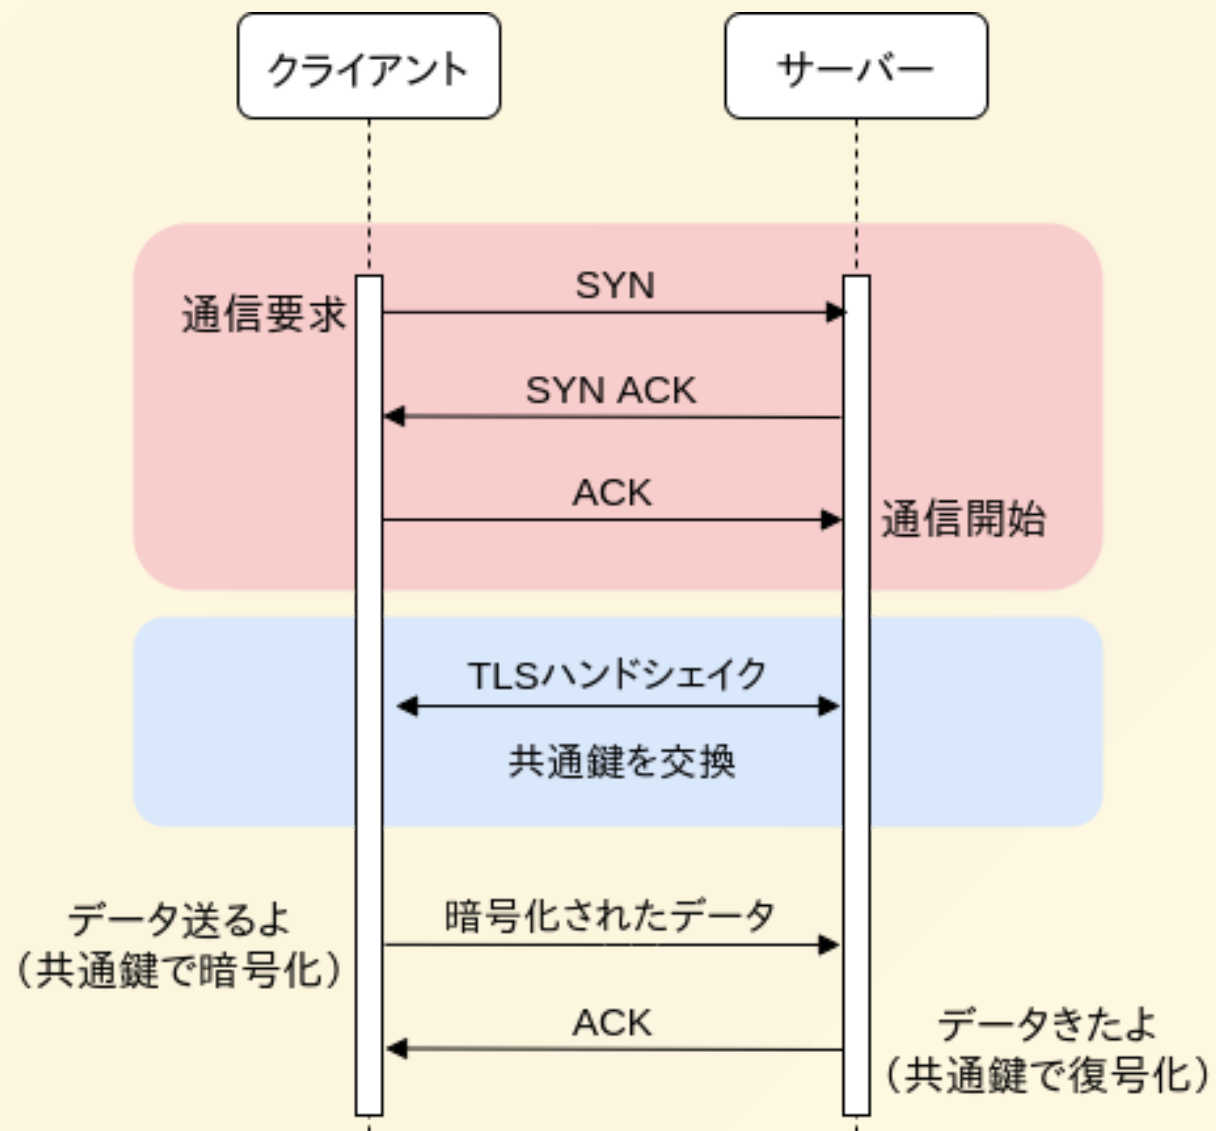 クライアント
サーバー
SYN
通信要求
SYN ACK
ACK
通信開始
TLSハンドシェイク
共通鍵を交換
データ送るよ
（共通鍵で暗号化）
暗号化されたデータ
ACK
データきたよ
（共通鍵で復号化）